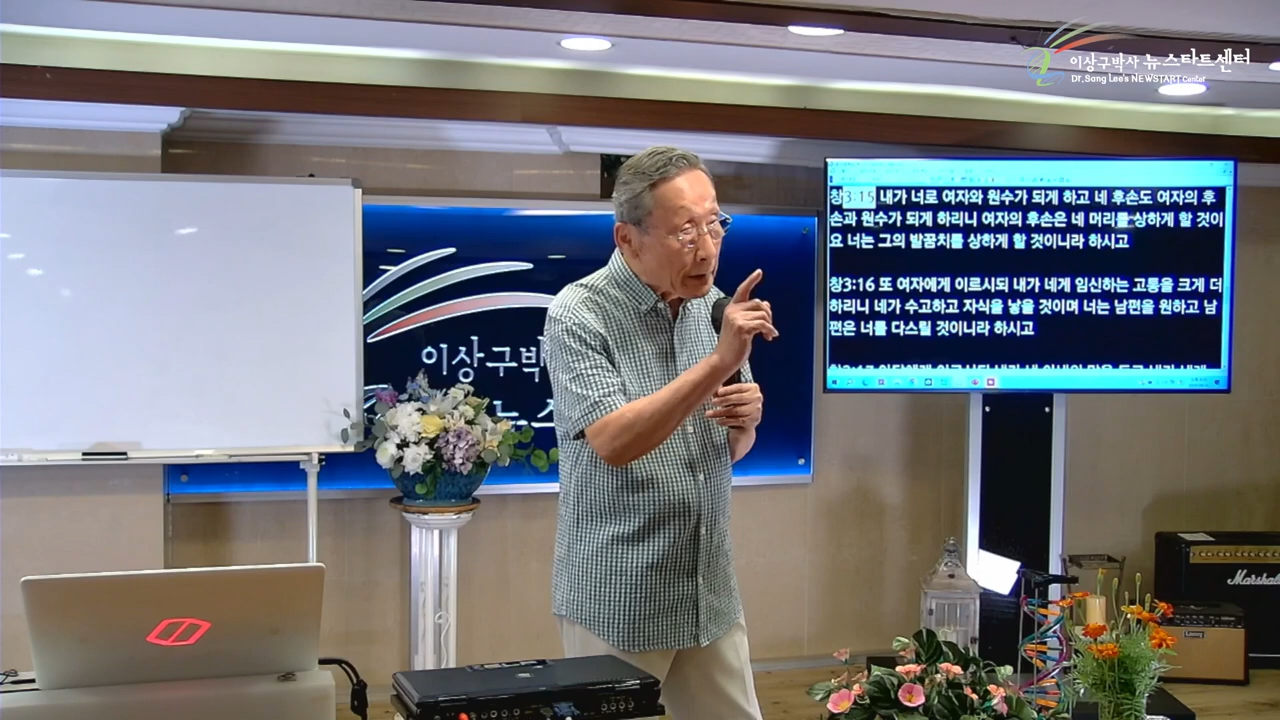 이상구박사 뉴스타트센터
Dr.Sang Lee's NEWSTART Center
창3:15 내가 너로 여자와 원수가 되게 하고 네 후손도 여자의 후
손과 원수가 되게 하리니 여자의 후손은 네 머리를 상하게 할 것이
요 너는 그의 발꿈치를 상하게 할 것이니라 하시고
창3:16 또 여자에게 이르시되 내가 네게 임신하는 고통을 크게 더
하리니 네가 수고하고 자식을 낳을 것이며 너는 남편을 원하고 남
편은 너를 다스릴 것이니라 하시고
이상구박
뉴스
Marshall
Laney